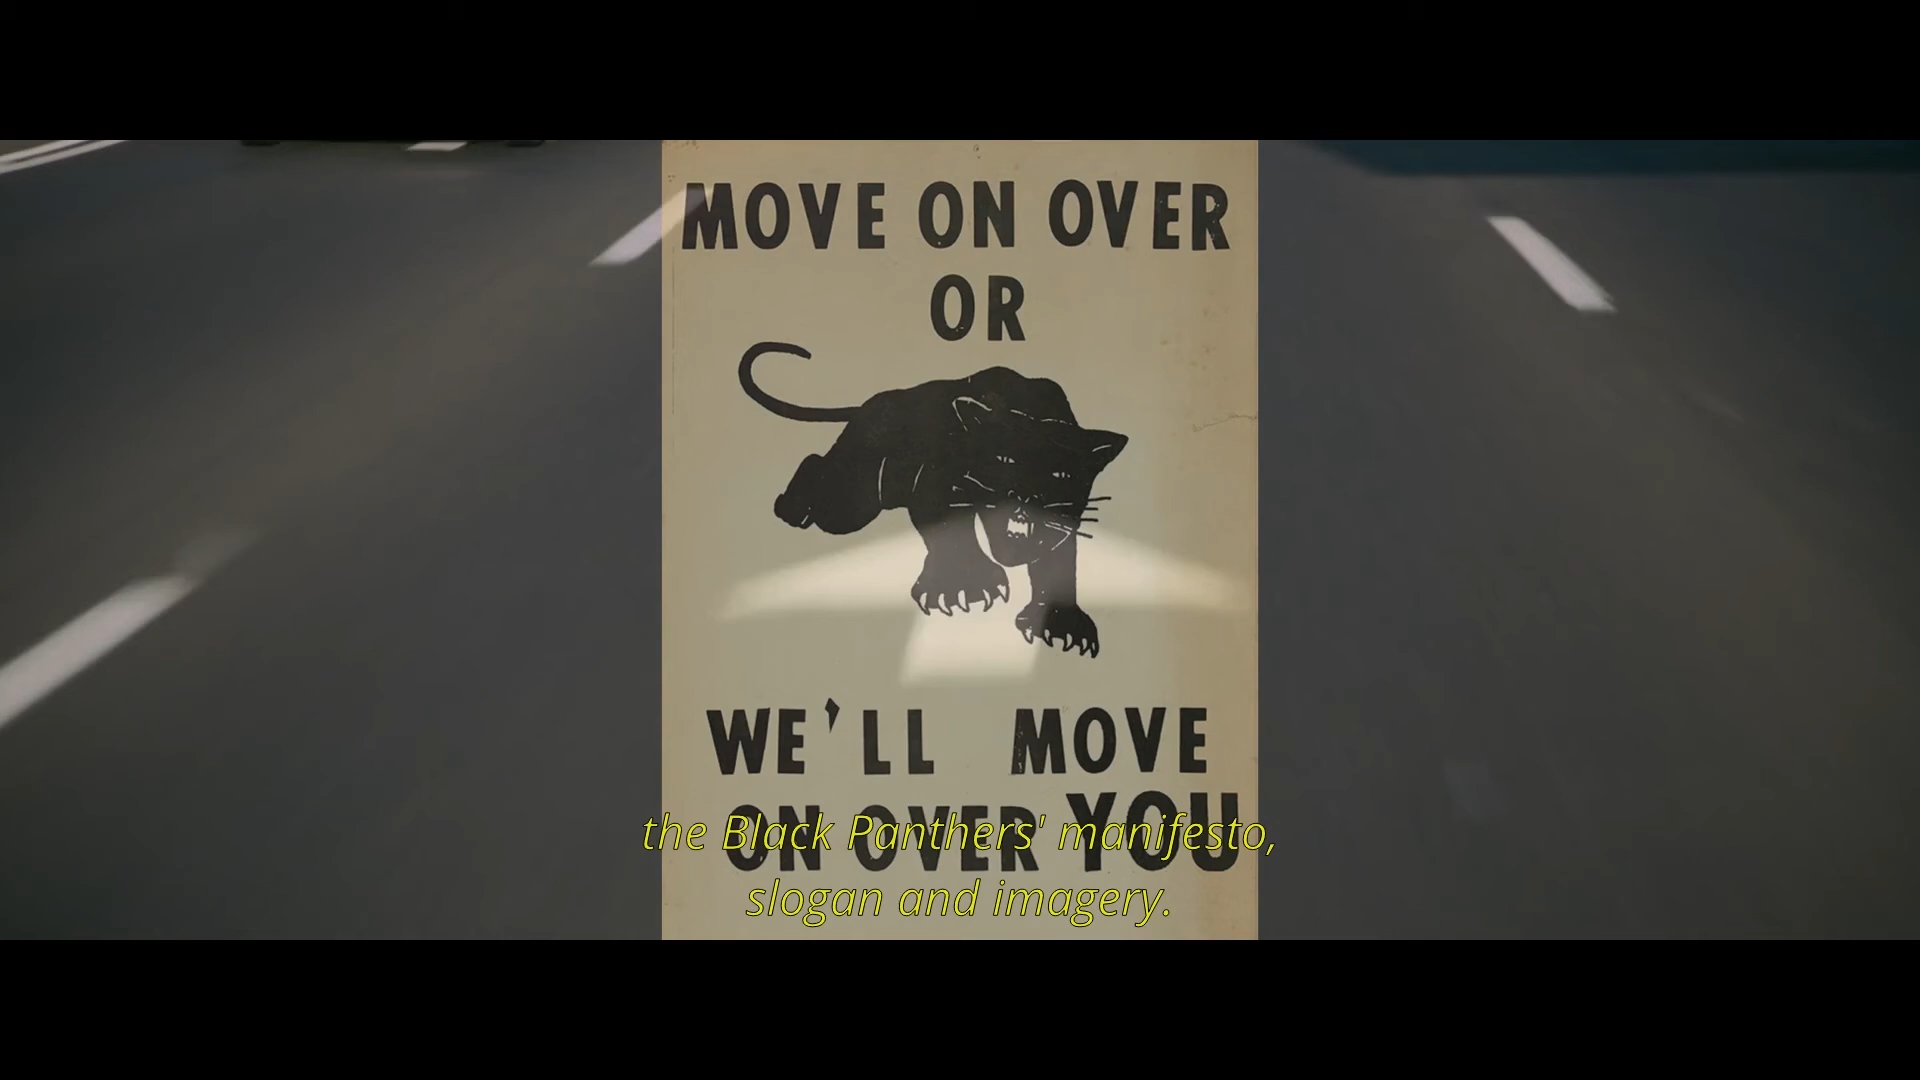 MOVE ON OVER
OR
WE'LL MOVE
ON OVER YOU
the Black Panthers' manifesto,
slogan and imagery.